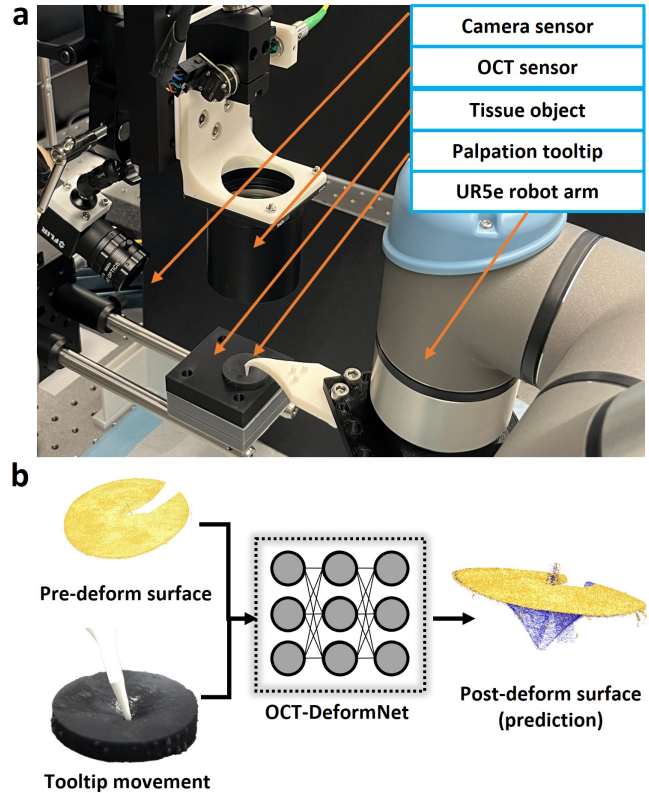 a
Camera sensor
OCT sensor
Tissue object
Palpation tooltip
UR5e robot arm
FLIR
b
Pre-deform surface
Tooltip movement
OCT-DeformNet
Post-deform surface
(prediction)